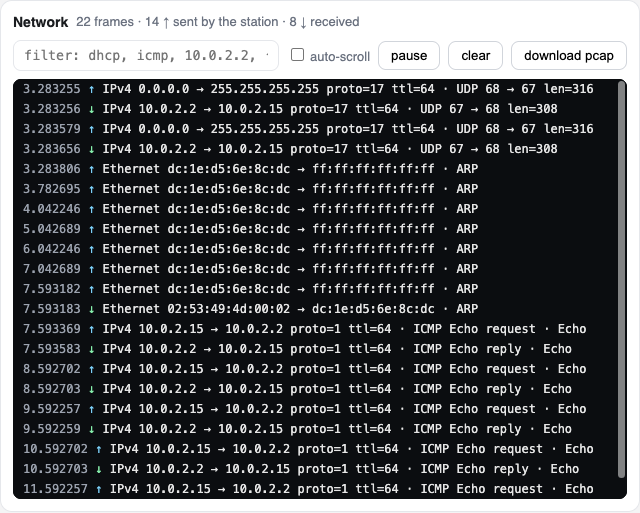 Network 22 frames · 14 ↑ sent by the station · 8 ↓ received
filter: dhcp, icmp, 10.0.2.2, auto-scroll pause clear download pcap
3.283255 ↑ IPv4 0.0.0.0 → 255.255.255.255 proto=17 ttl=64 · UDP 68 → 67 len=316
3.283256 ↓ IPv4 10.0.2.2 → 10.0.2.15 proto=17 ttl=64 · UDP 67 → 68 len=308
3.283579 ↑ IPv4 0.0.0.0 → 255.255.255.255 proto=17 ttl=64 · UDP 68 → 67 len=316
3.283656 ↓ IPv4 10.0.2.2 → 10.0.2.15 proto=17 ttl=64 · UDP 67 → 68 len=308
3.283806 ↑ Ethernet dc:1e:d5:6e:8c:dc → ff:ff:ff:ff:ff:ff · ARP
3.782695 ↑ Ethernet dc:1e:d5:6e:8c:dc → ff:ff:ff:ff:ff:ff · ARP
4.042246 ↑ Ethernet dc:1e:d5:6e:8c:dc → ff:ff:ff:ff:ff:ff · ARP
5.042689 ↑ Ethernet dc:1e:d5:6e:8c:dc → ff:ff:ff:ff:ff:ff · ARP
6.042246 ↑ Ethernet dc:1e:d5:6e:8c:dc → ff:ff:ff:ff:ff:ff · ARP
7.042689 ↑ Ethernet dc:1e:d5:6e:8c:dc → ff:ff:ff:ff:ff:ff · ARP
7.593182 ↑ Ethernet dc:1e:d5:6e:8c:dc → ff:ff:ff:ff:ff:ff · ARP
7.593183 ↓ Ethernet 02:53:49:4d:00:02 → dc:1e:d5:6e:8c:dc · ARP
7.593369 ↑ IPv4 10.0.2.15 → 10.0.2.2 proto=1 ttl=64 · ICMP Echo request · Echo
7.593583 ↓ IPv4 10.0.2.2 → 10.0.2.15 proto=1 ttl=64 · ICMP Echo reply · Echo
8.592702 ↑ IPv4 10.0.2.15 → 10.0.2.2 proto=1 ttl=64 · ICMP Echo request · Echo
8.592703 ↓ IPv4 10.0.2.2 → 10.0.2.15 proto=1 ttl=64 · ICMP Echo reply · Echo
9.592257 ↑ IPv4 10.0.2.15 → 10.0.2.2 proto=1 ttl=64 · ICMP Echo request · Echo
9.592259 ↓ IPv4 10.0.2.2 → 10.0.2.15 proto=1 ttl=64 · ICMP Echo reply · Echo
10.592702 ↑ IPv4 10.0.2.15 → 10.0.2.2 proto=1 ttl=64 · ICMP Echo request · Echo
10.592703 ↓ IPv4 10.0.2.2 → 10.0.2.15 proto=1 ttl=64 · ICMP Echo reply · Echo
11.592257 ↑ IPv4 10.0.2.15 → 10.0.2.2 proto=1 ttl=64 · ICMP Echo request · Echo